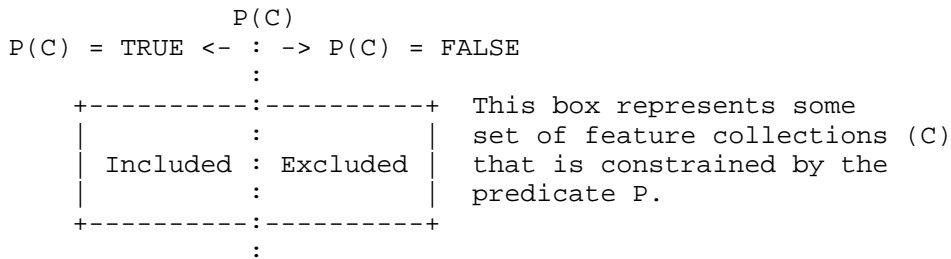 P(C)
P(C) = TRUE <- : -> P(C) = FALSE
                 :
     +----------:----------+  This box represents some
     |          :          |  set of feature collections (C)
     | Included : Excluded |  that is constrained by the
     |          :          |  predicate P.
     +----------:----------+
                :